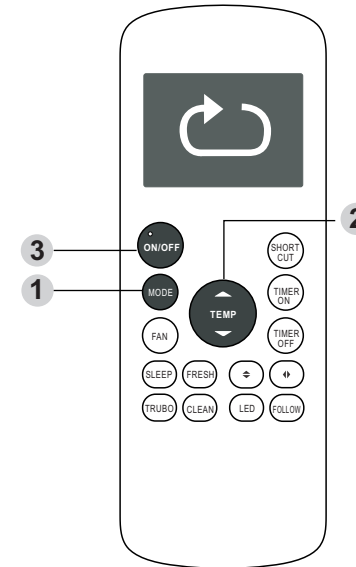 ON/OFF
3
2
SHORT
CUT
MODE
1
TEMP
TIMER
ON
FAN
TIMER
OFF
SLEEP
FRESH
TRUBO
CLEAN
LED
FOLLOW